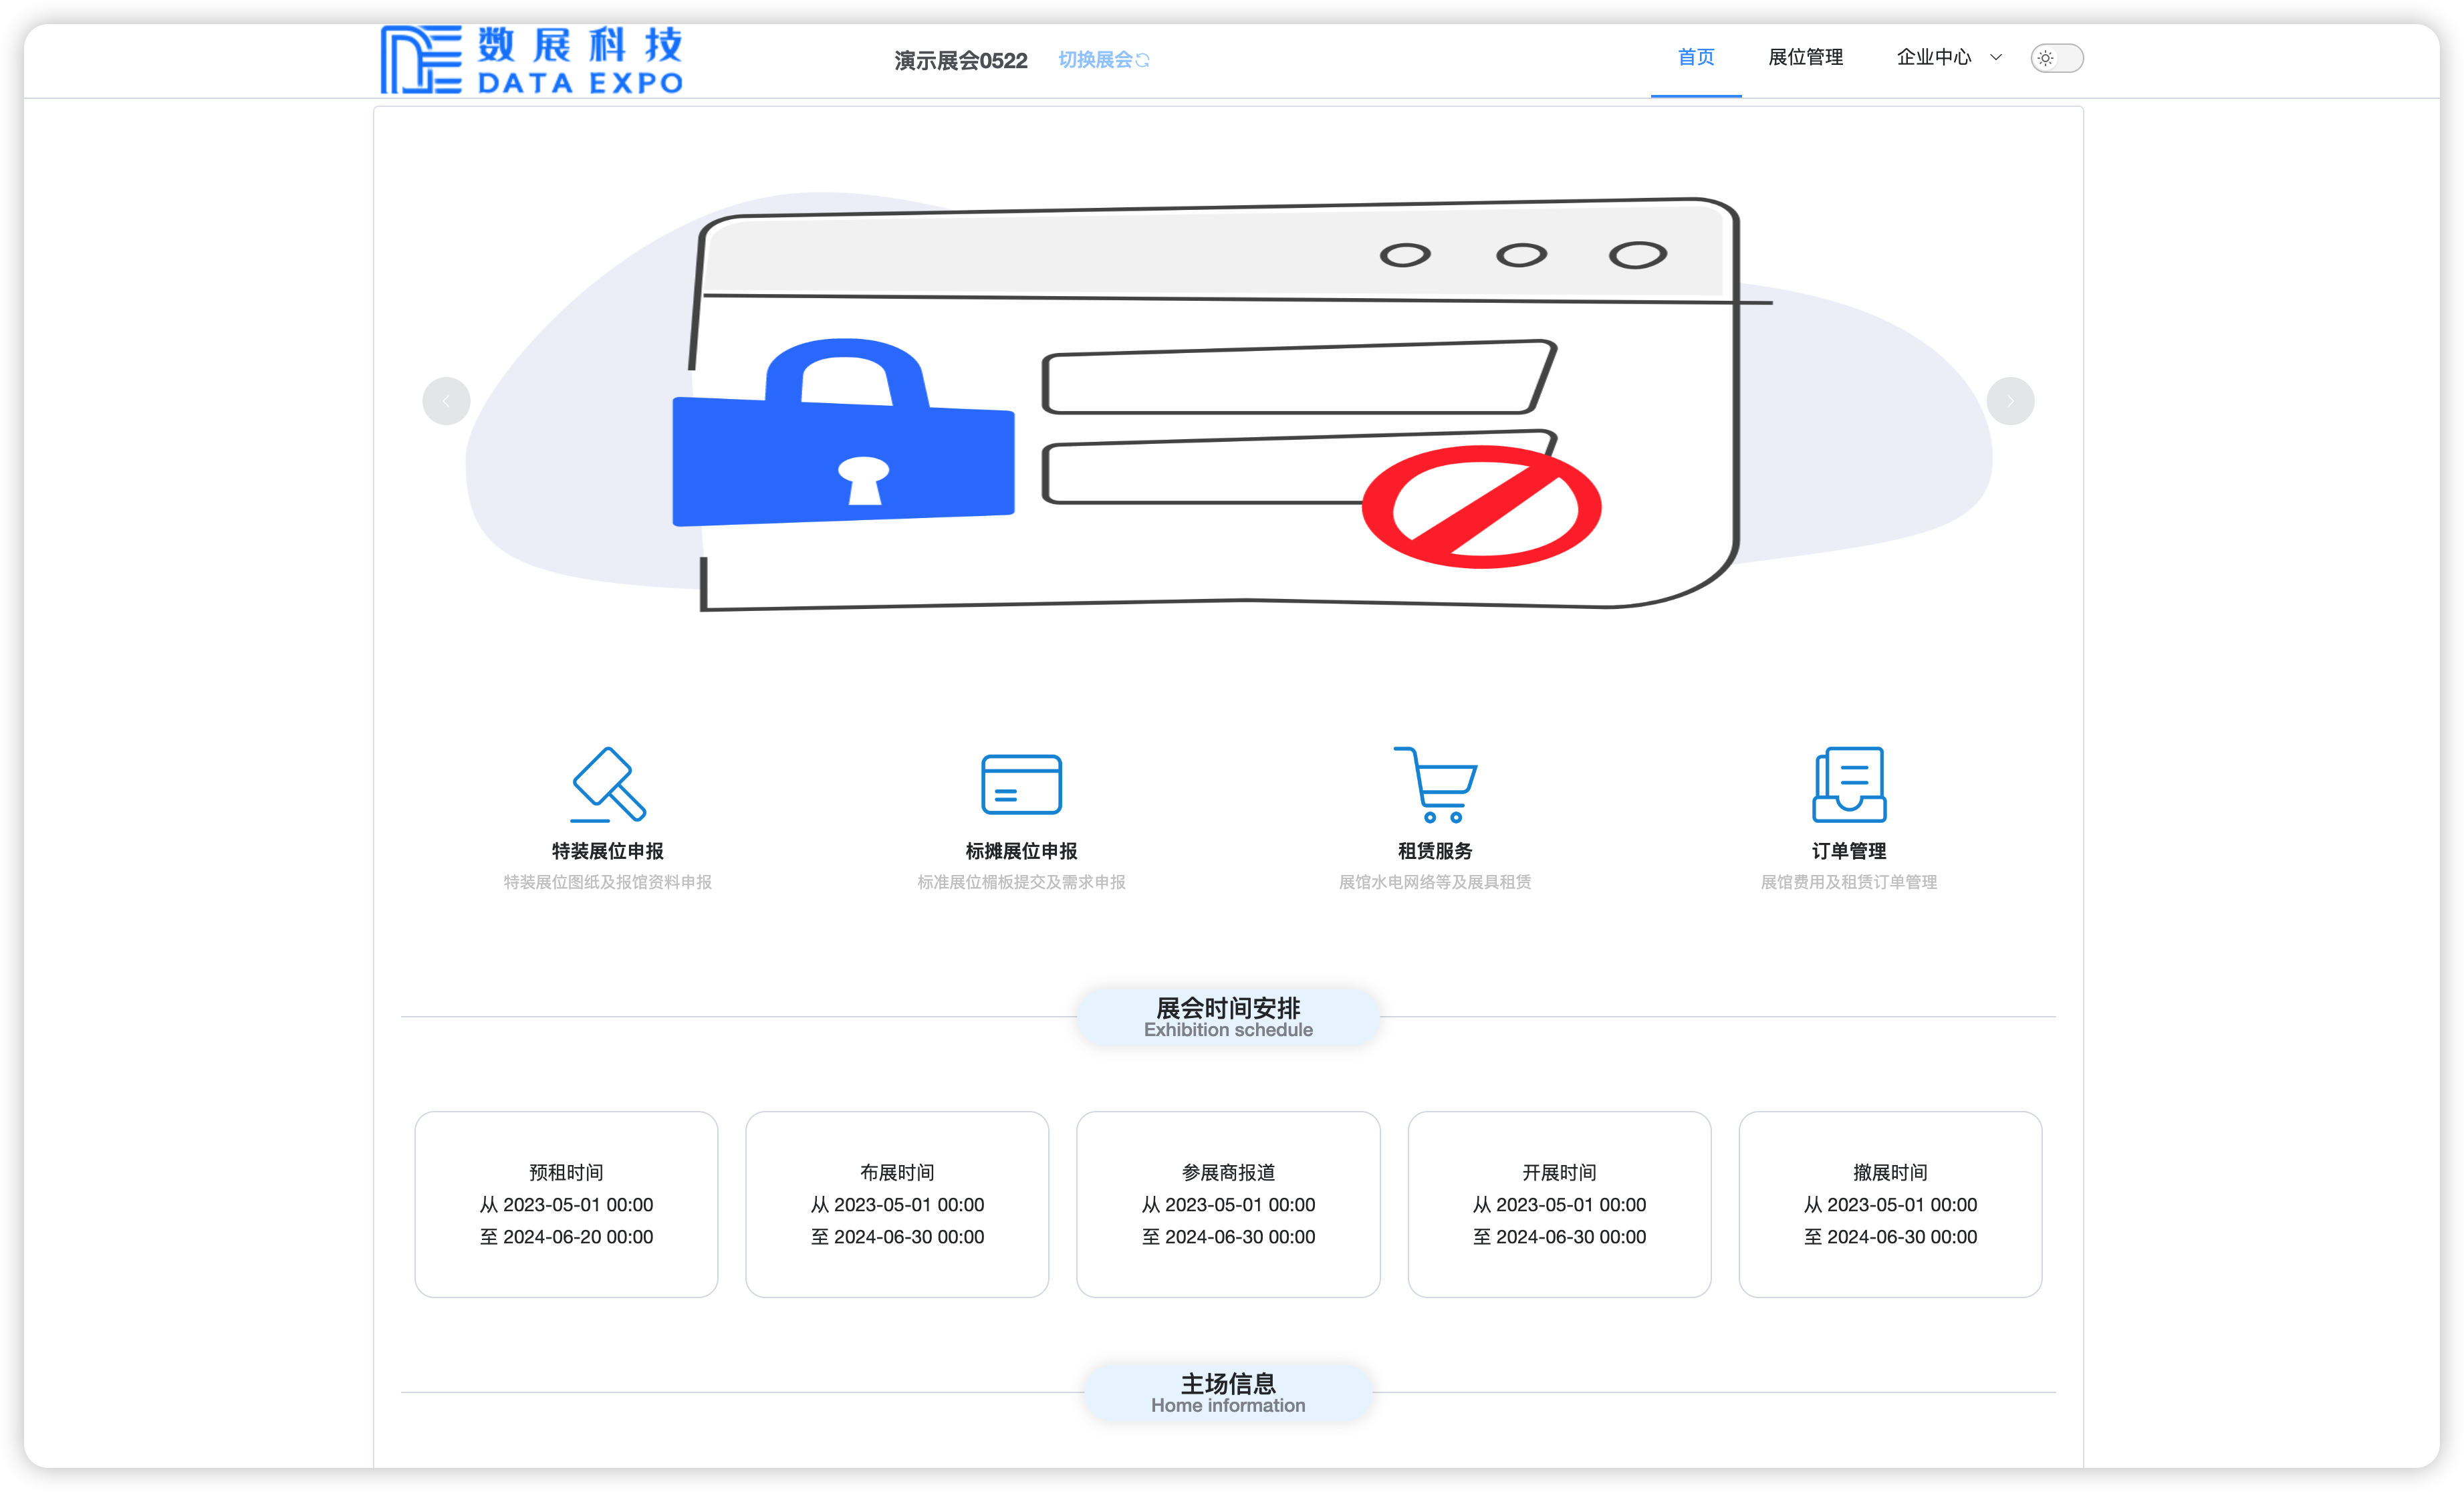 数展科技
DATA EXPO
演示展会0522 切换展会
首页 展位管理 企业中心
特装展位申报
特装展位图纸及报馆资料申报
标摊展位申报
标准展位楣板提交及需求申报
租赁服务
展馆水电网络等及展具租赁
订单管理
展馆费用及租赁订单管理
展会时间安排
Exhibition schedule
预租时间
从 2023-05-01 00:00
至 2024-06-20 00:00
布展时间
从 2023-05-01 00:00
至 2024-06-30 00:00
参展商报道
从 2023-05-01 00:00
至 2024-06-30 00:00
开展时间
从 2023-05-01 00:00
至 2024-06-30 00:00
撤展时间
从 2023-05-01 00:00
至 2024-06-30 00:00
主场信息
Home information